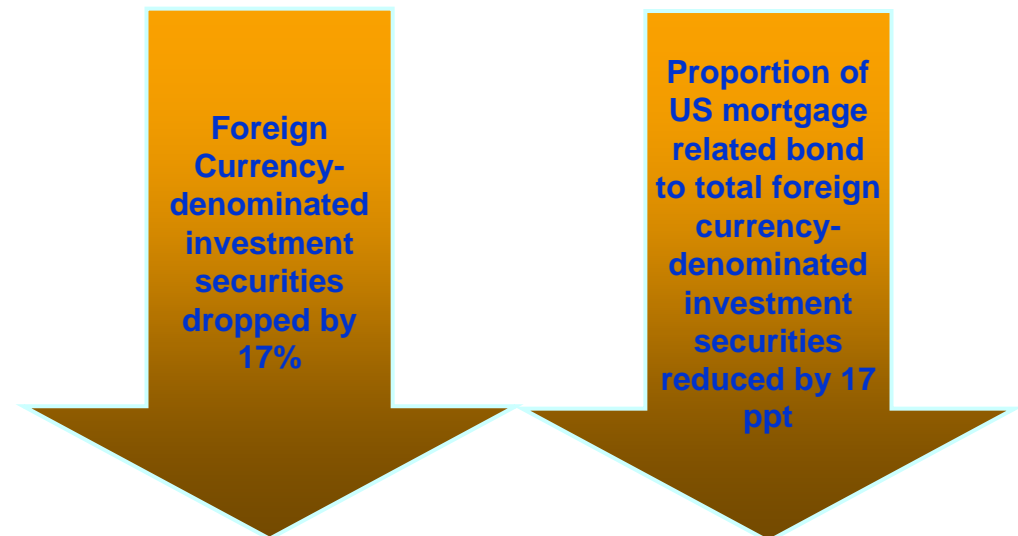 Foreign
Currency-
denominated
investment
securities
dropped by
17%
Proportion of
US mortgage
related bond
to total foreign
currency-
denominated
investment
securities
reduced by 17
ppt